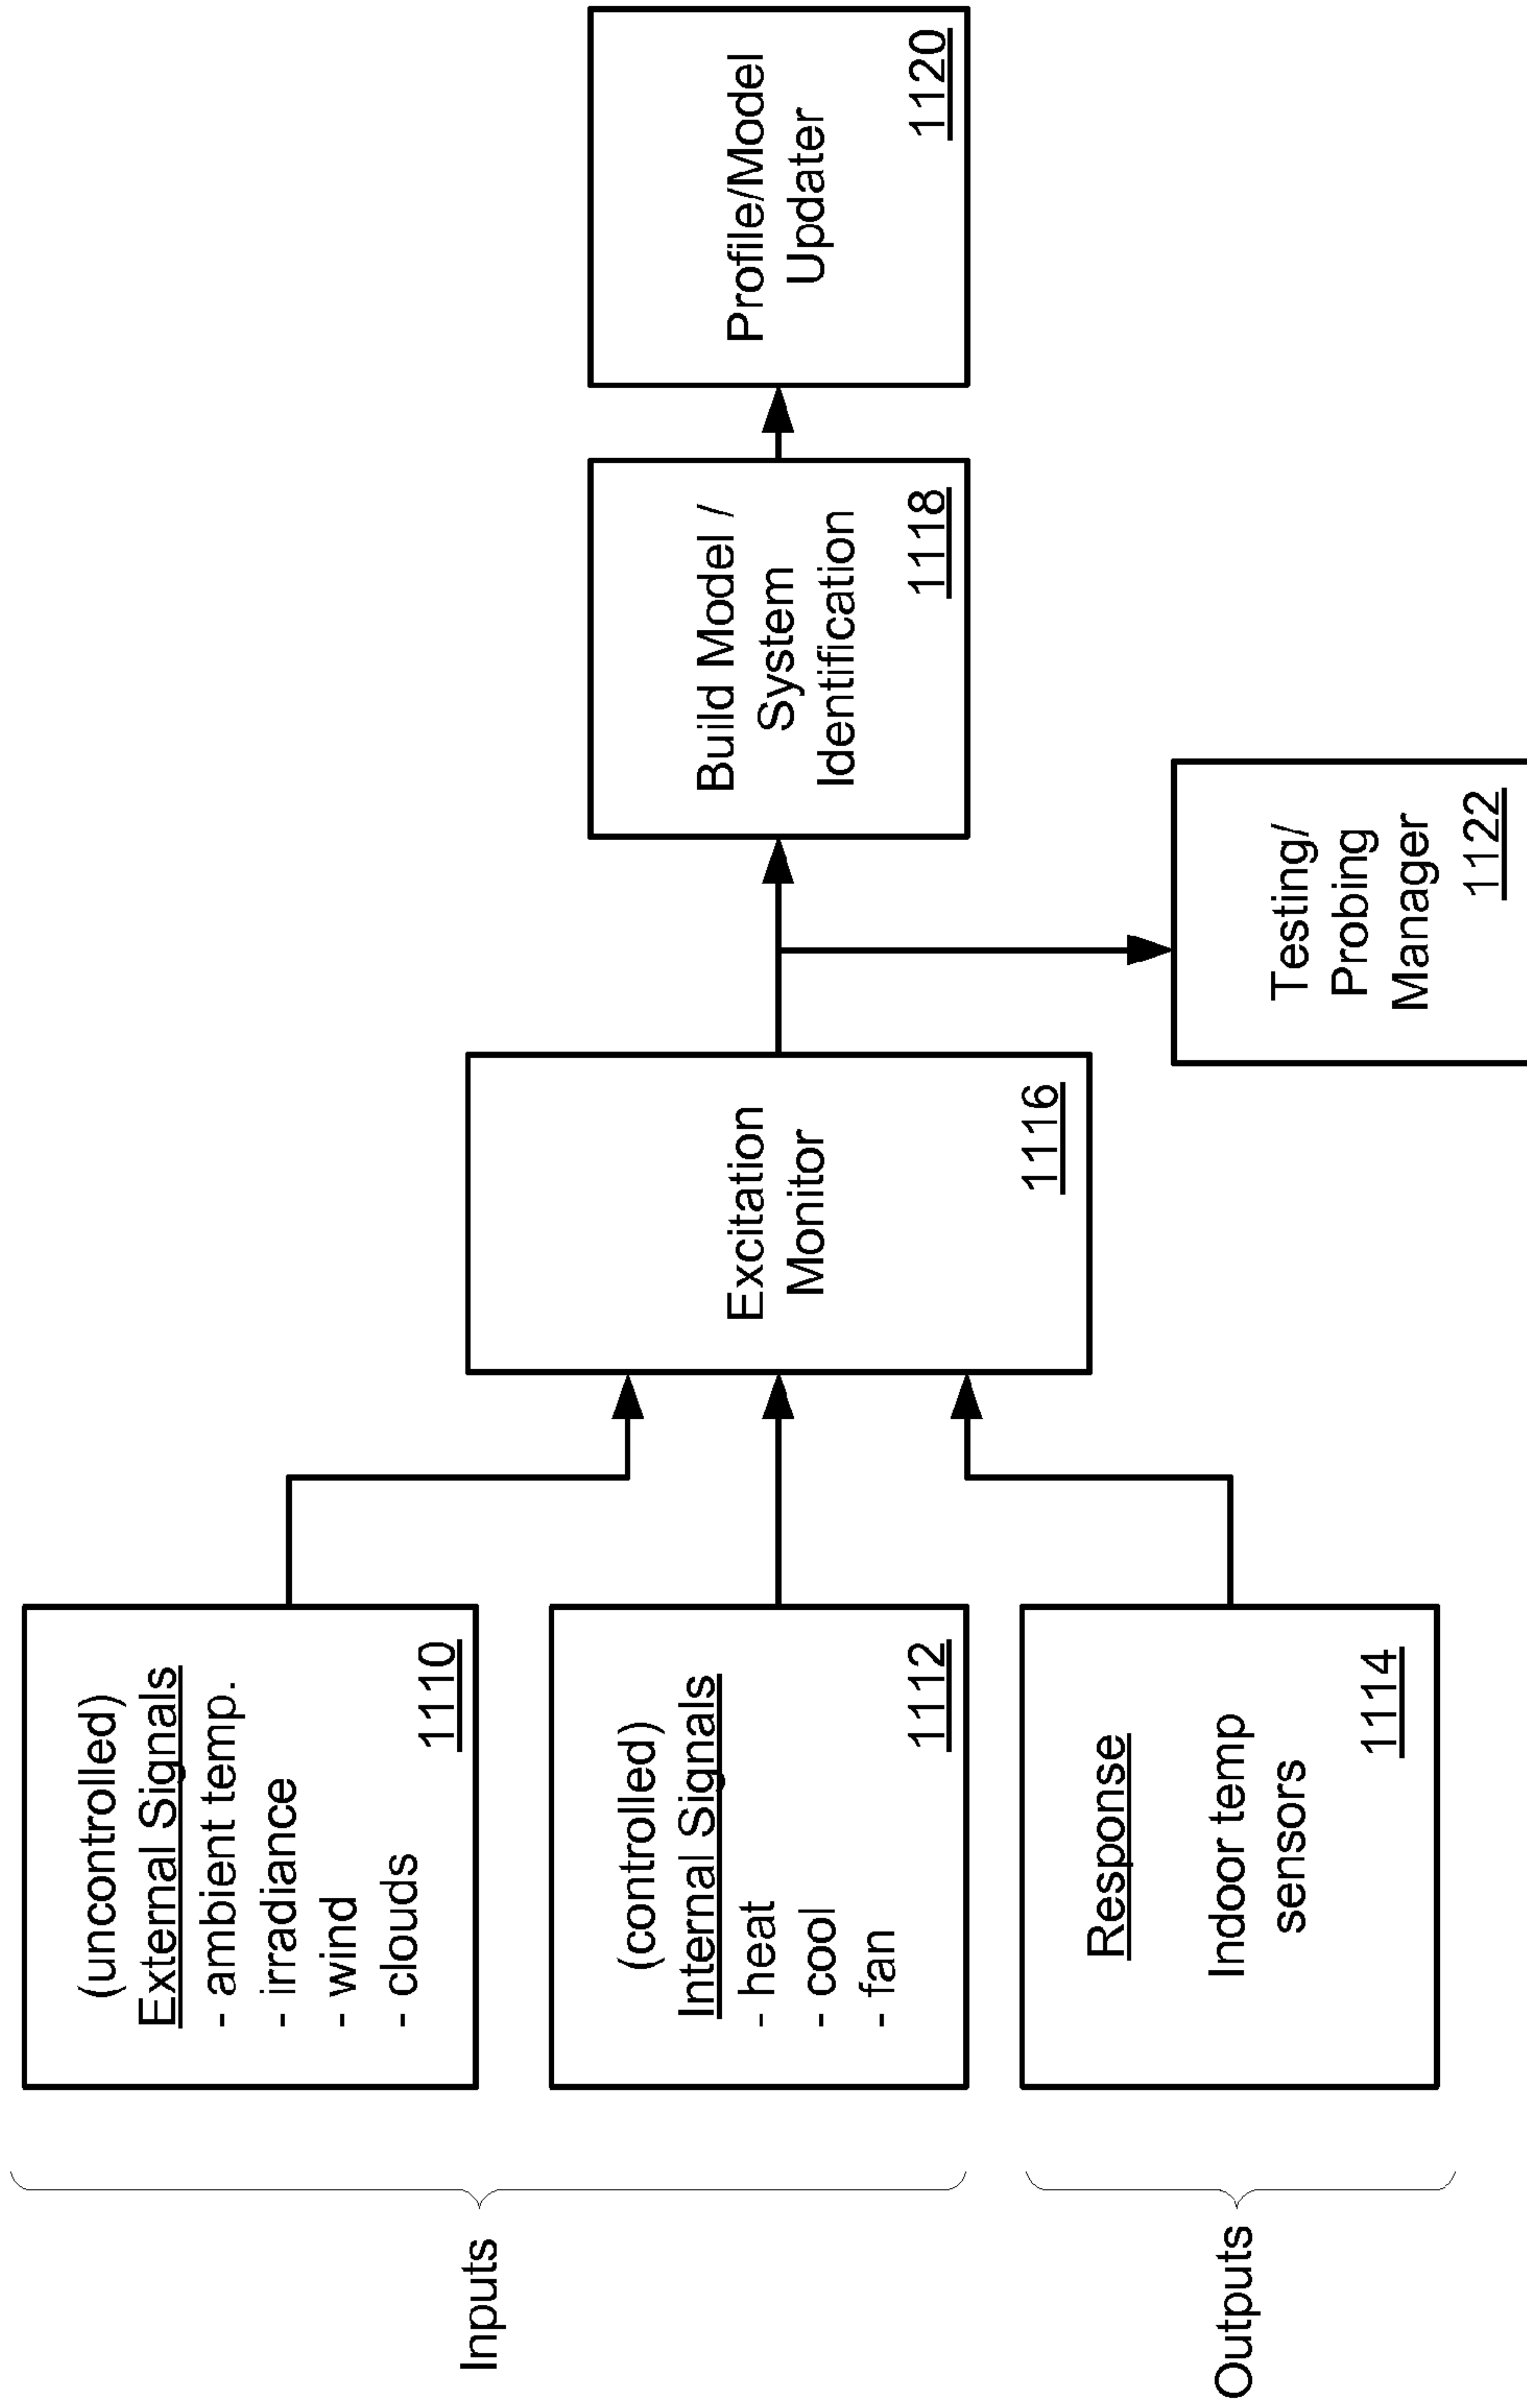 Inputs
(uncontrolled)
External Signals
- ambient temp.
- irradiance
- wind
- clouds
1110
(controlled)
Internal Signals
- heat
- cool
- fan
1112
Outputs
Response
Indoor temp
sensors
1114
Excitation
Monitor
1116
Build Model /
System
Identification
1118
Profile/Model
Updater
1120
Testing/
Probing
Manager
1122